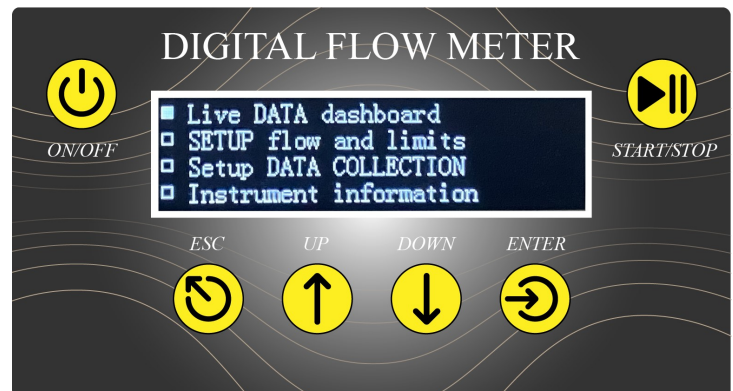 DIGITAL FLOW METER
ON/OFF
Live DATA dashboard
SETUP flow and limits
Setup DATA COLLECTION
Instrument information
START/STOP
ESC UP DOWN ENTER